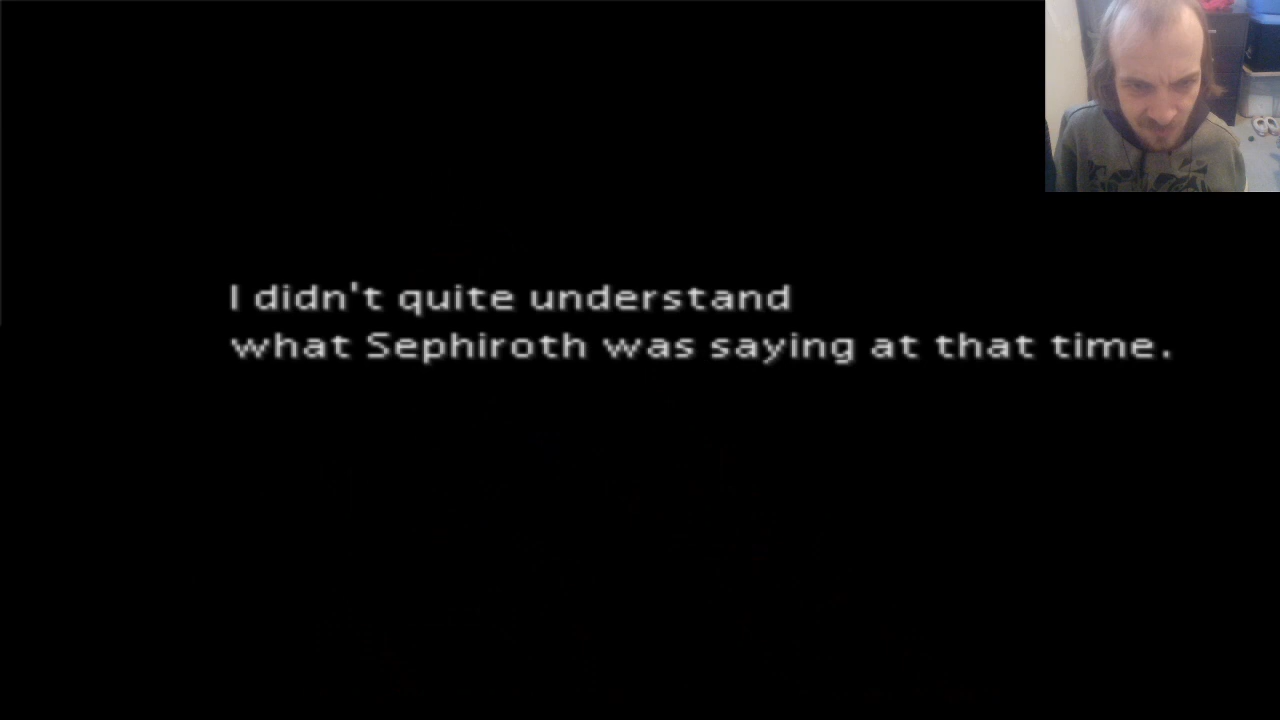 I didn't quite understand
what Sephiroth was saying at that time.